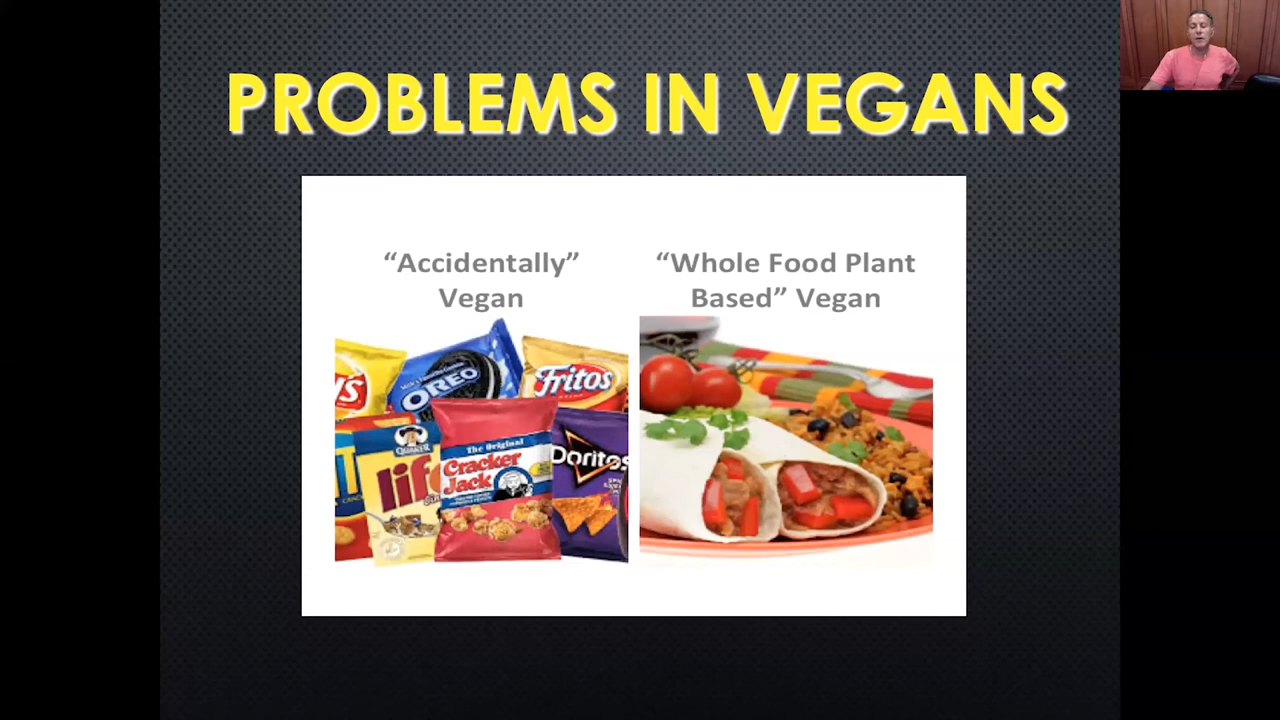 PROBLEMS IN VEGANS
“Accidentally”
Vegan
“Whole Food Plant
Based” Vegan
OREO
Fritos
QUAKER
life
The Original
Cracker
Jack
Doritos